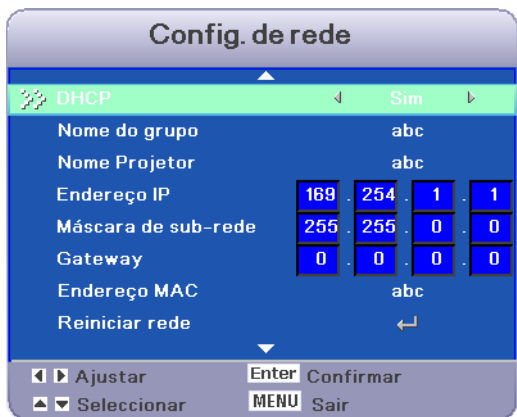 Config. de rede
DHCP Sim
Nome do grupo abc
Nome Projetor abc
Endereço IP 169 . 254 . 1 . 1
Máscara de sub-rede 255 . 255 . 0 . 0
Gateway 0 . 0 . 0 . 0
Endereço MAC abc
Reiniciar rede
Ajustar Enter Confirmar
Seleccionar MENU Sair